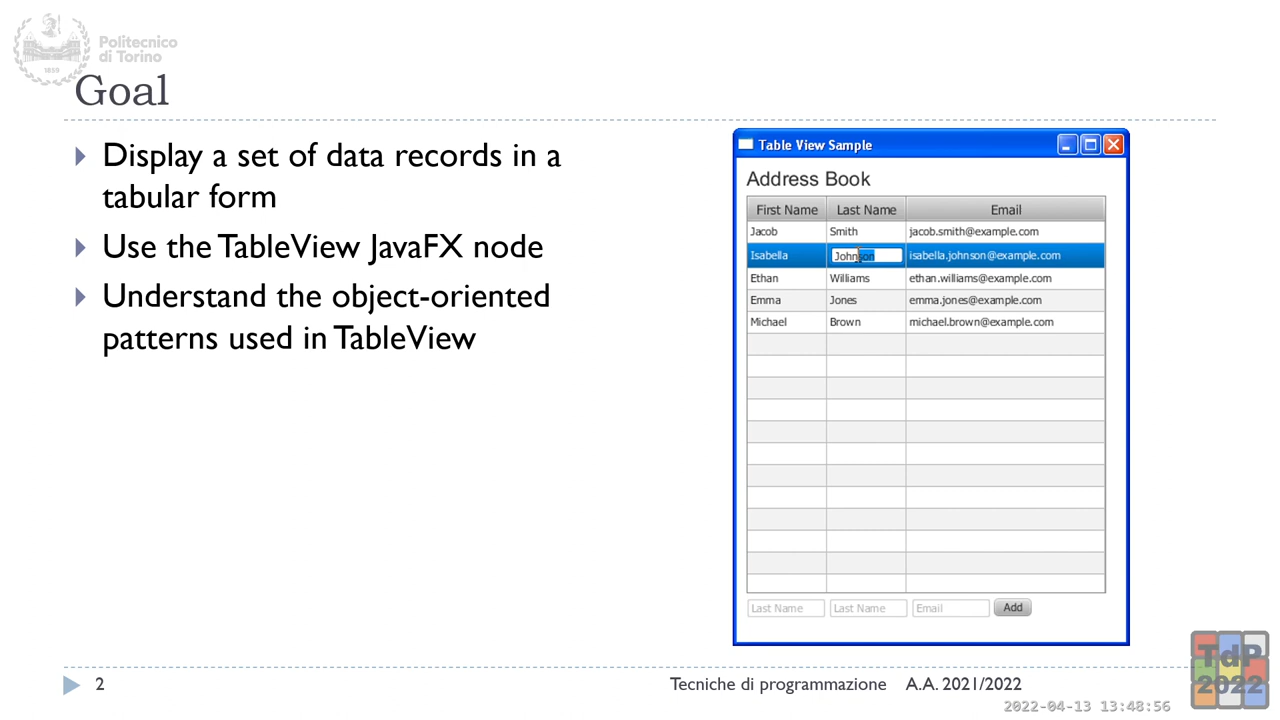 Politecnico
di Torino
1859
Goal
Display a set of data records in a
tabular form
Use the TableView JavaFX node
Understand the object-oriented
patterns used in TableView
Table View Sample
Address Book
First Name Last Name Email
Jacob Smith jacob.smith@example.com
Isabella Johnson isabella.johnson@example.com
Ethan Williams ethan.williams@example.com
Emma Jones emma.jones@example.com
Michael Brown michael.brown@example.com
Last Name Last Name Email Add
2 Tecniche di programmazione A.A. 2021/2022
TdP
2022
2022-04-13 13:48:56